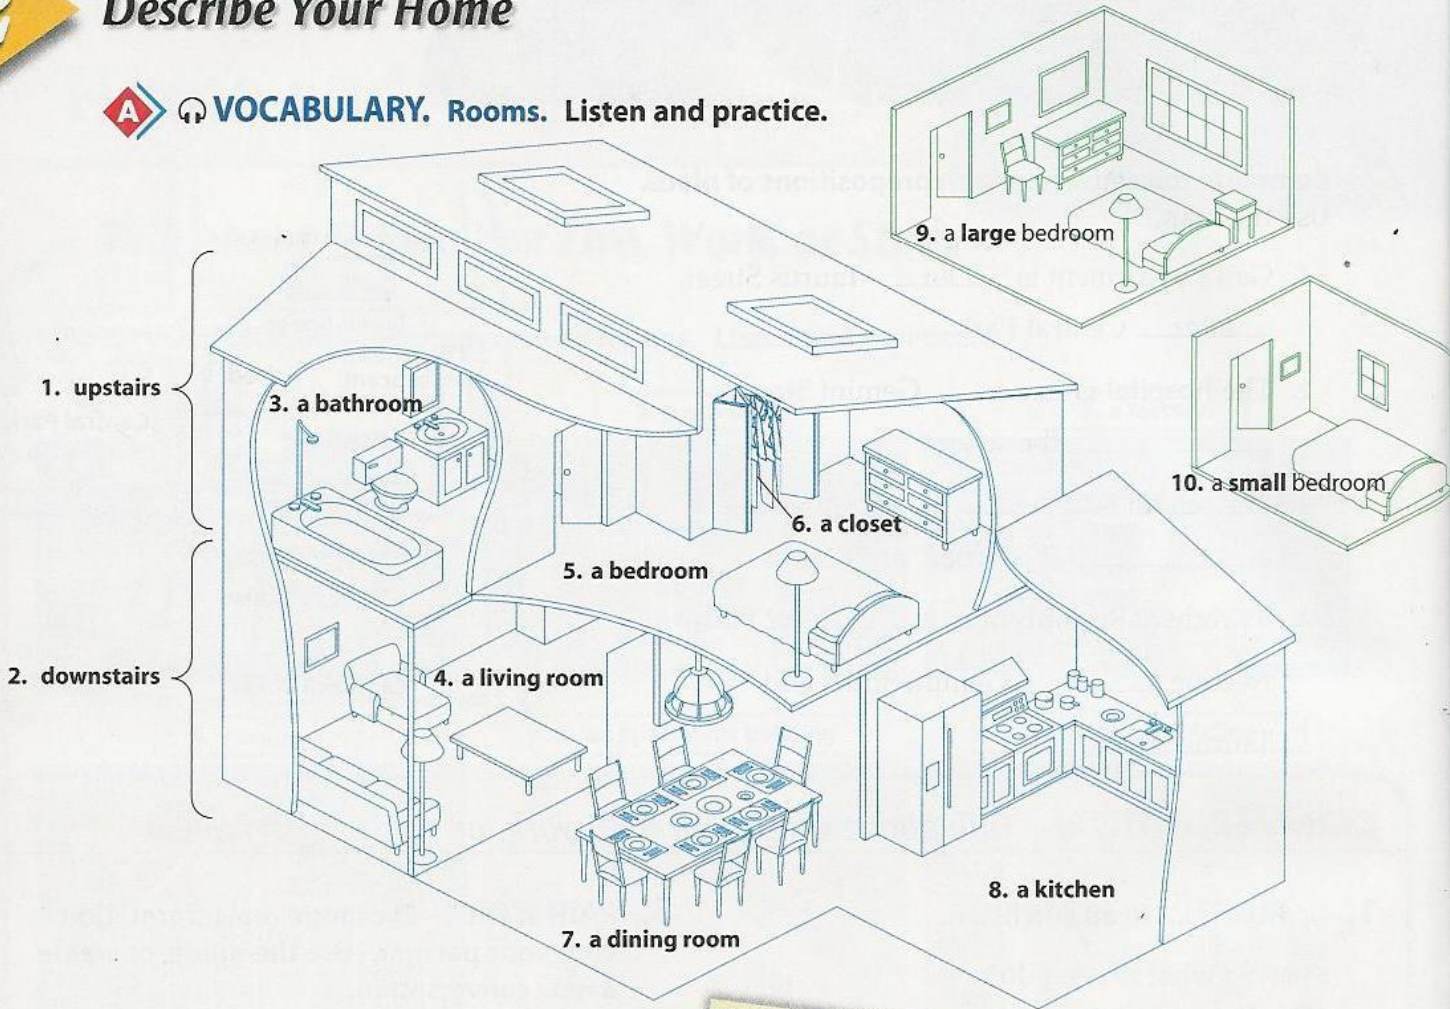 Describe Your Home
A VOCABULARY. Rooms. Listen and practice.
1. upstairs
2. downstairs
3. a bathroom
4. a living room
5. a bedroom
6. a closet
7. a dining room
8. a kitchen
9. a large bedroom
10. a small bedroom